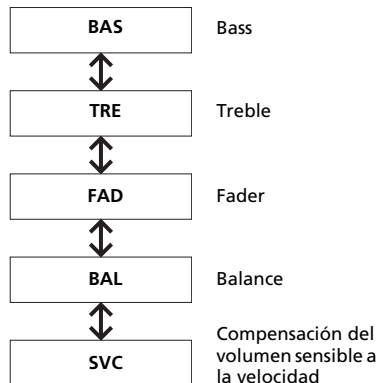 BAS Bass
TRE Treble
FAD Fader
BAL Balance
SVC Compensación del
volumen sensible a
la velocidad